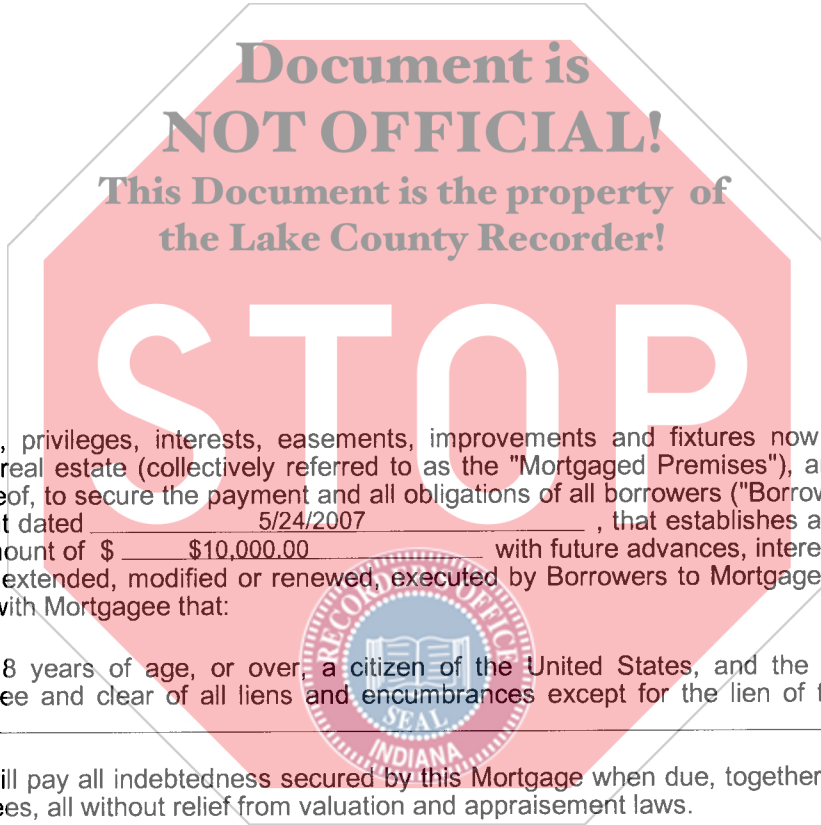 Document is
NOT OFFICIAL!
This Document is the property of
the Lake County Recorder!
STOP
, privileges, interests, easements, improvements and fixtures now
real estate (collectively referred to as the "Mortgaged Premises"), a
eof, to secure the payment and all obligations of all borrowers ("Borrow
t dated 5/24/2007 , that establishes a
ount of $ $10,000.00 with future advances, intere
extended, modified or renewed, executed by Borrowers to Mortgage
with Mortgagee that:
8 years of age, or over, a citizen of the United States, and the
ee and clear of all liens and encumbrances except for the lien of
RECORDER'S OFFICE
SEAL
INDIANA
ill pay all indebtedness secured by this Mortgage when due, together
ees, all without relief from valuation and appraisement laws.